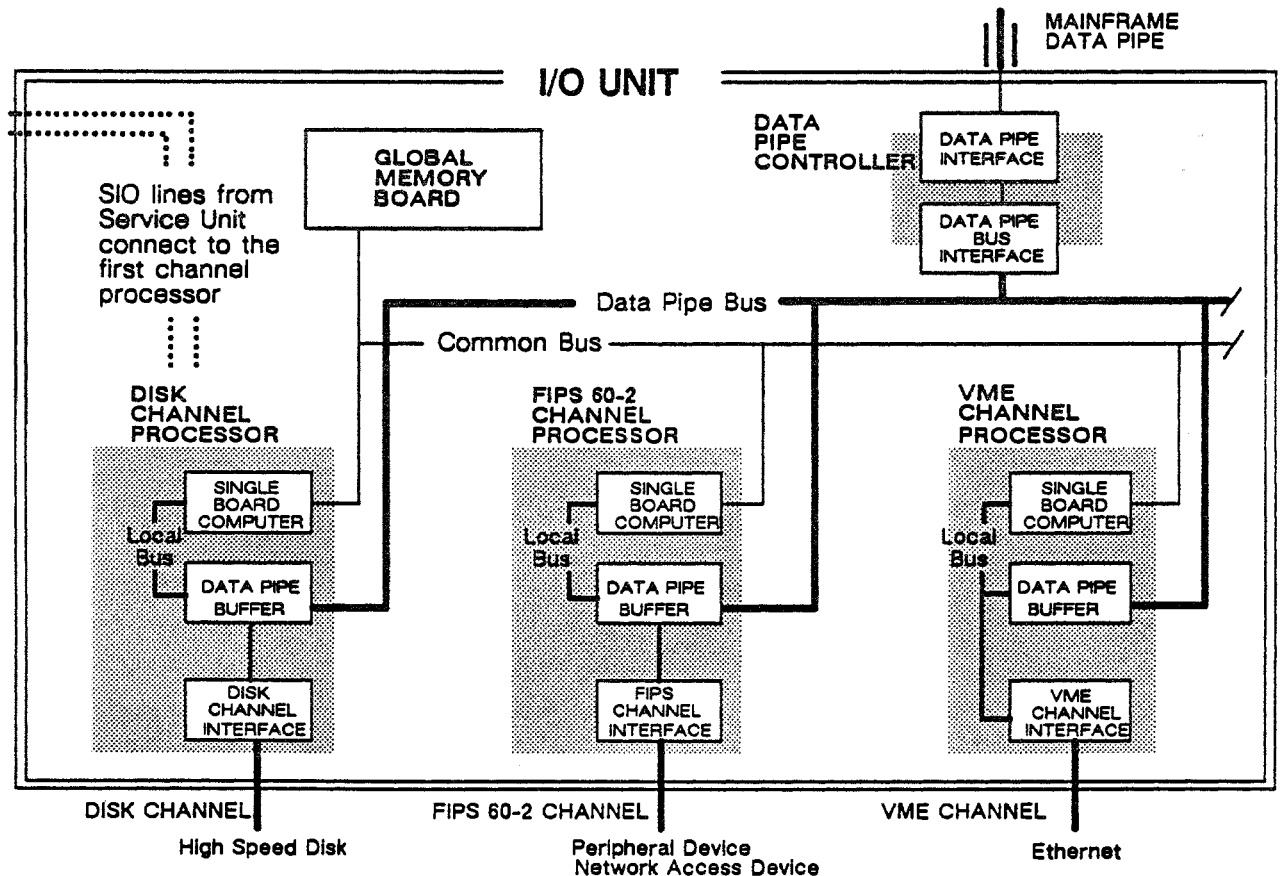 MAINFRAME
DATA PIPE
I/O UNIT
DATA
PIPE
CONTROLLER
DATA PIPE
INTERFACE
GLOBAL
MEMORY
BOARD
SIO lines from
Service Unit
connect to the
first channel
processor
DATA PIPE
BUS
INTERFACE
Data Pipe Bus
Common Bus
DISK
CHANNEL
PROCESSOR
SINGLE
BOARD
COMPUTER
Local
Bus
DATA PIPE
BUFFER
DISK
CHANNEL
INTERFACE
FIPS 60-2
CHANNEL
PROCESSOR
SINGLE
BOARD
COMPUTER
Local
Bus
DATA PIPE
BUFFER
FIPS
CHANNEL
INTERFACE
VME
CHANNEL
PROCESSOR
SINGLE
BOARD
COMPUTER
Local
Bus
DATA PIPE
BUFFER
VME
CHANNEL
INTERFACE
DISK CHANNEL
High Speed Disk
FIPS 60-2 CHANNEL
Peripheral Device
Network Access Device
VME CHANNEL
Ethernet